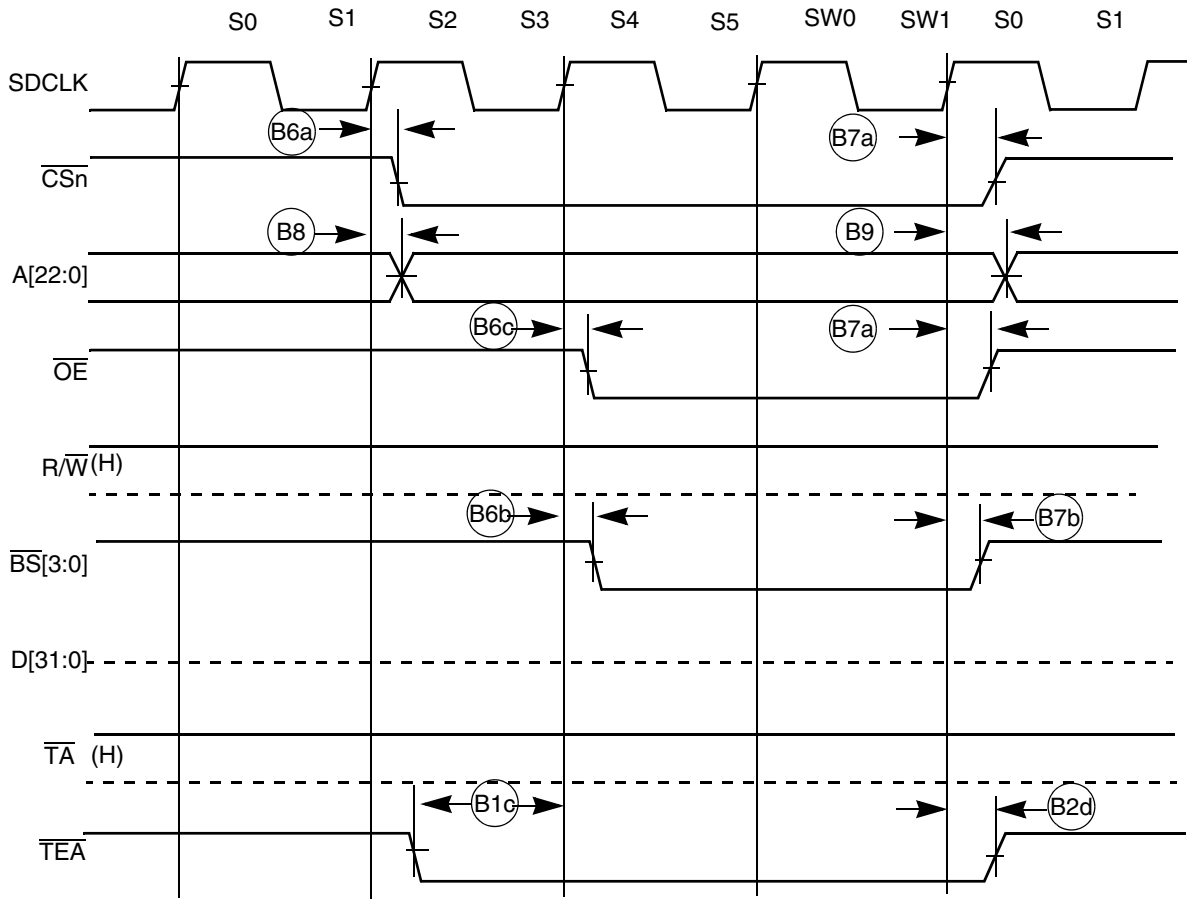 S0 S1 S2 S3 S4 S5 SW0 SW1 S0 S1
SDCLK
B6a B7a
CSn
B8 B9
A[22:0]
B6c B7a
OE
R/W (H)
B6b B7b
BS[3:0]
D[31:0]
TA (H)
B1c B2d
TEA